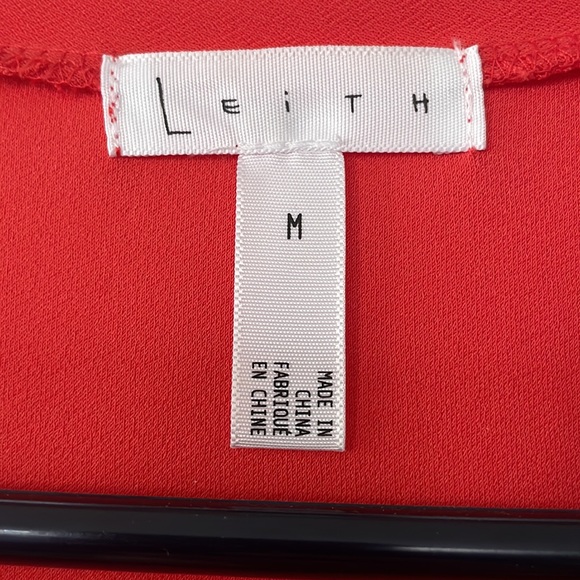 LEiTH
M
MADE IN
CHINA
FABRIQUÉ
EN CHINE